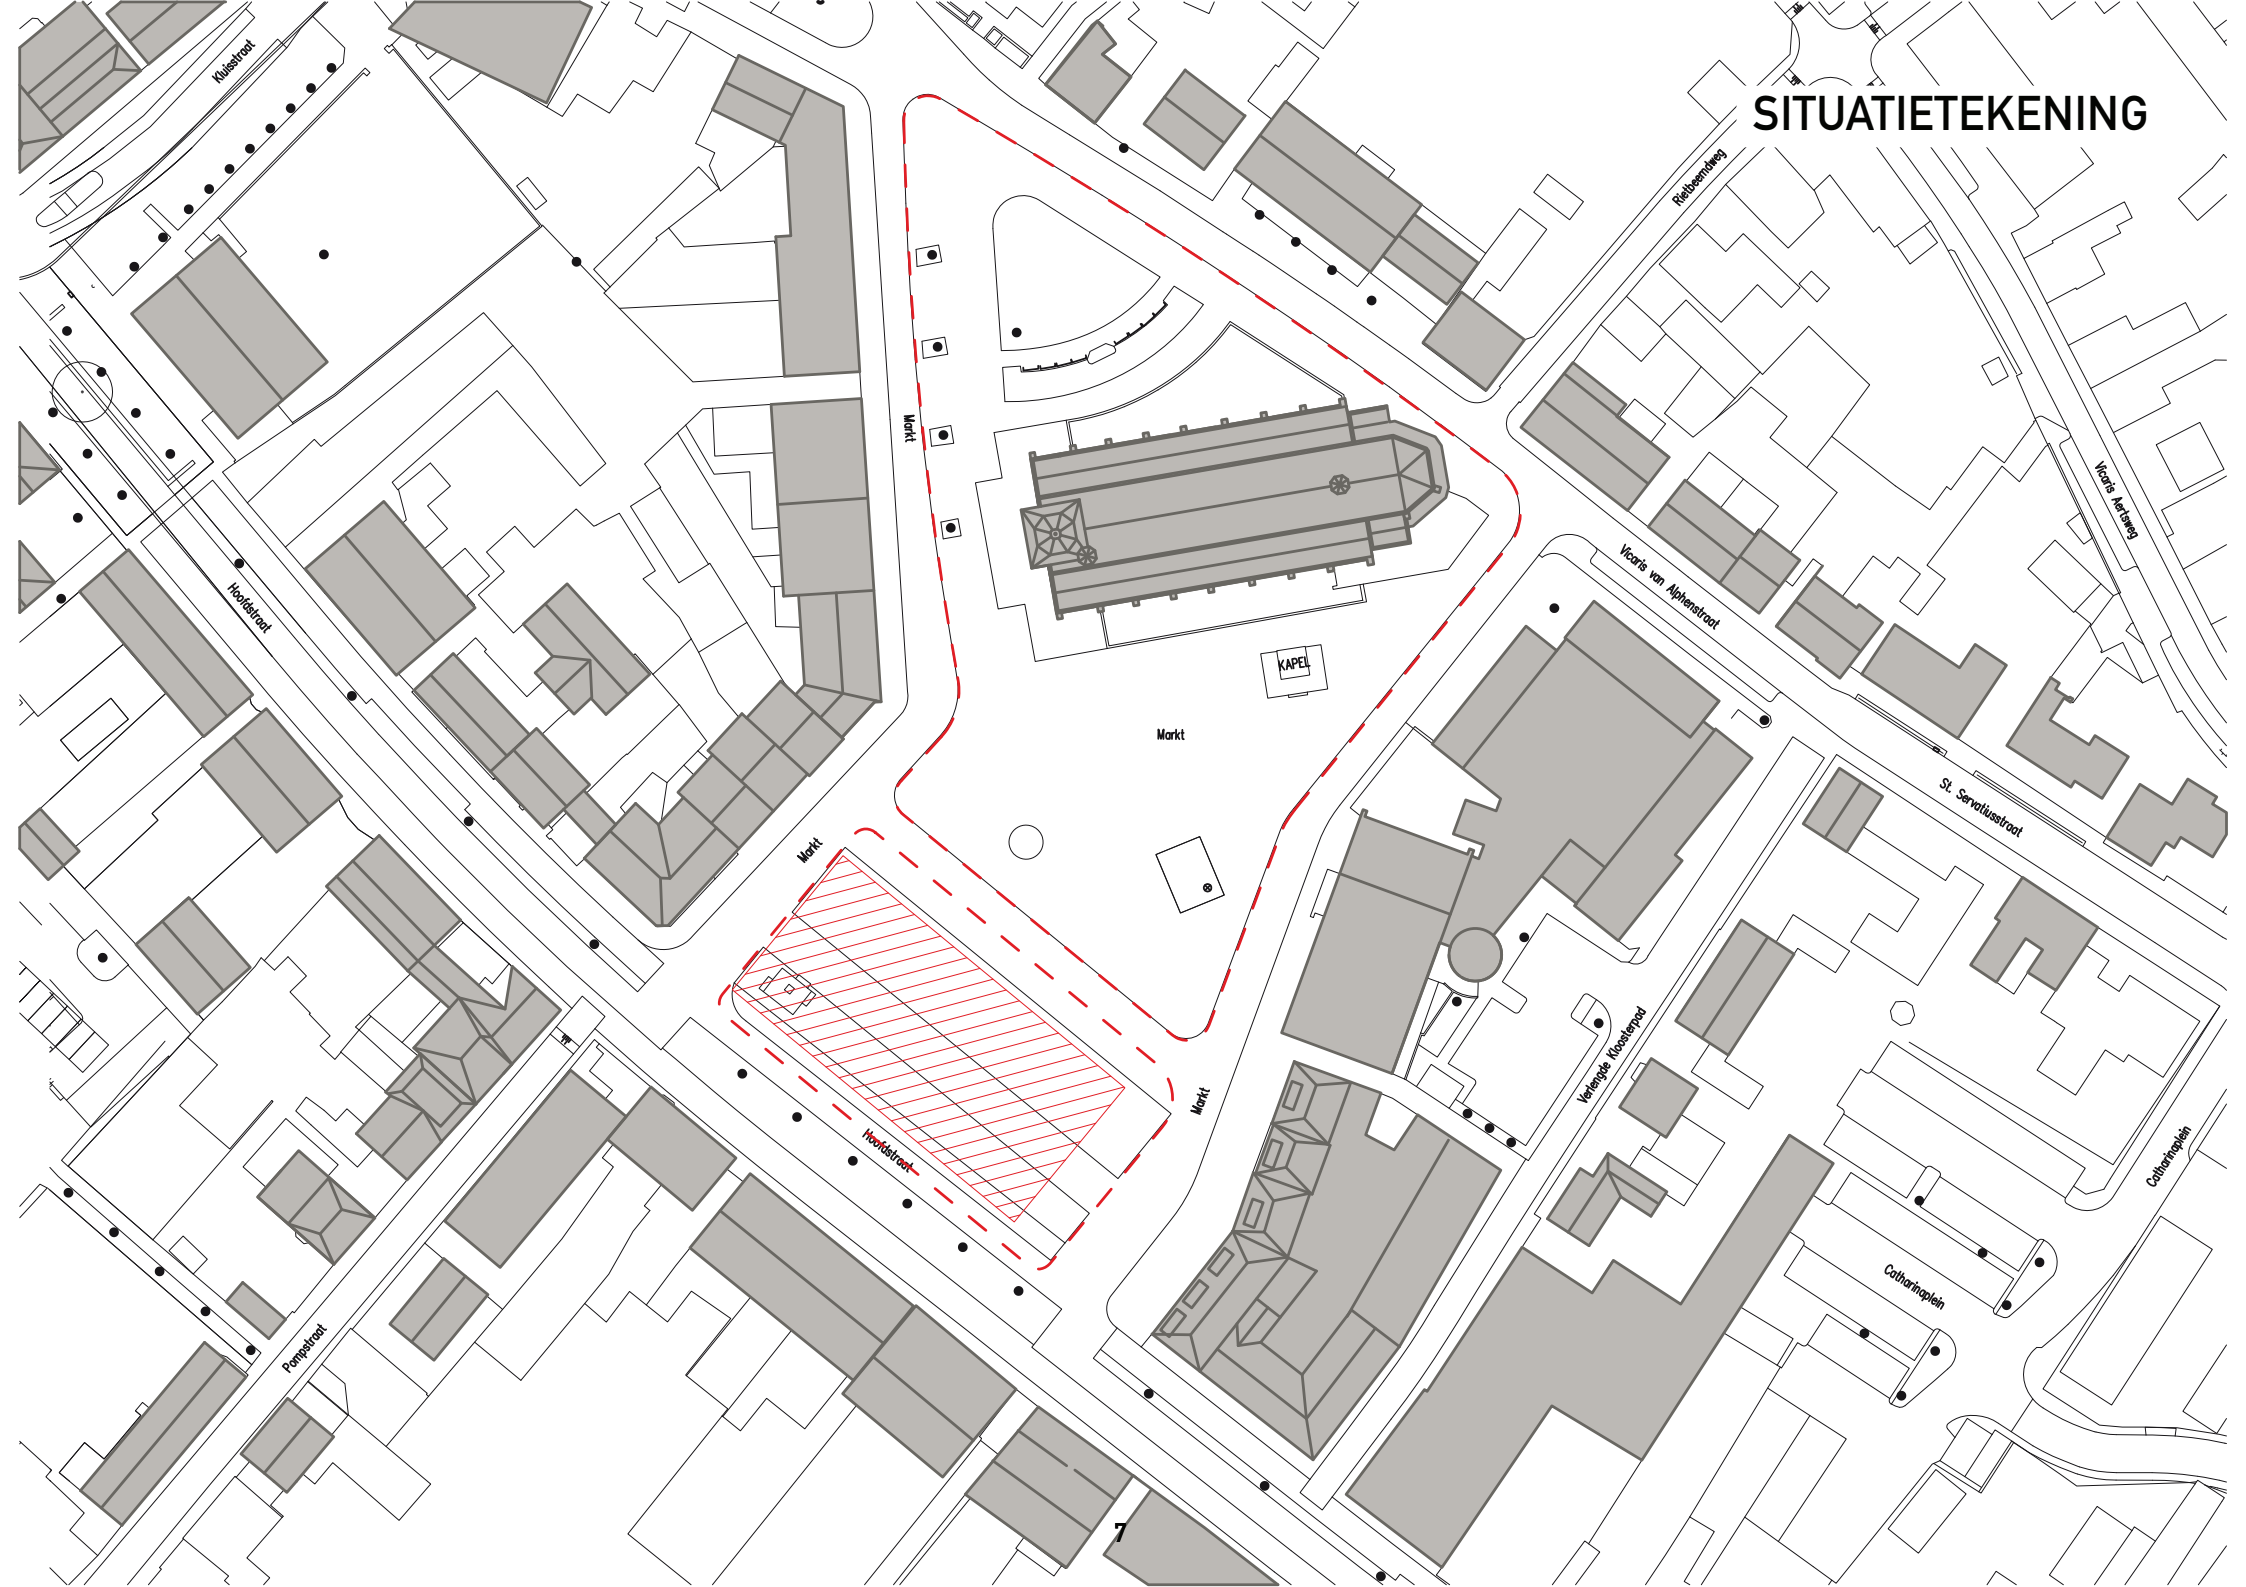 SITUATIETEKENING
Kluisstraat
Rietbeemdweg
Markt
Vicaris Aertsweg
Vicaris van Alphenstraat
Hoofdstraat
KAPEL
Markt
St. Servatiusstraat
Markt
Verlengde Kloosterpad
Markt
Hoofdstraat
Catharinaplein
Catharinaplein
Pompstraat
7